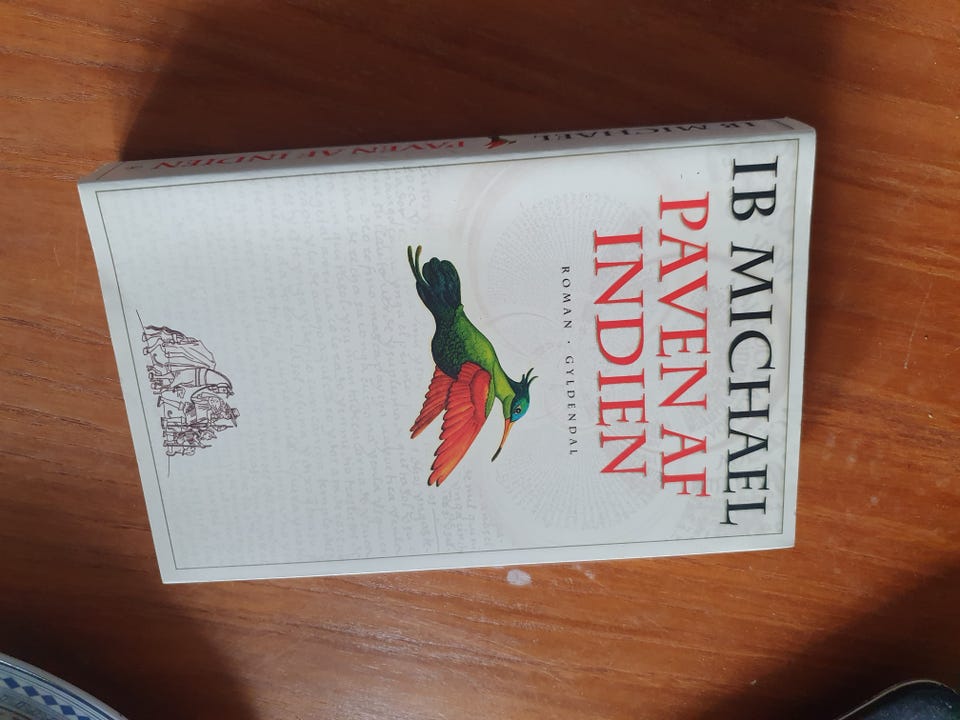 IB MICHAEL
PAVEN AF
INDIEN
ROMAN · GYLDENDAL
IB MICHAEL PAVEN AF INDIEN